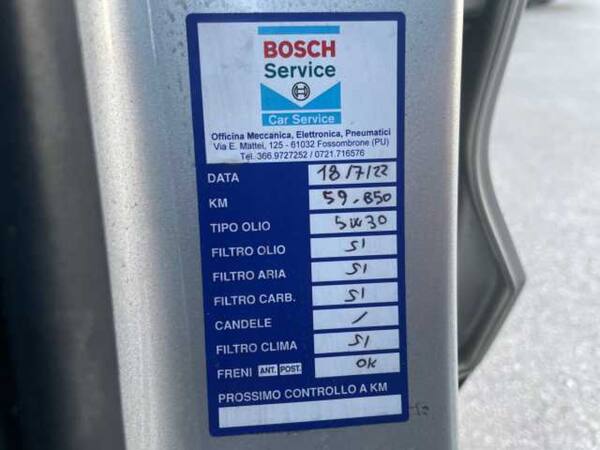 BOSCH
Service
Car Service
Officina Meccanica, Elettronica, Pneumatici
Via E. Mattei, 125 - 61032 Fossombrone (PU)
Tel. 366.9727252 / 0721.716576
DATA 18/7/22
KM 59.850
TIPO OLIO 5W30
FILTRO OLIO SI
FILTRO ARIA SI
FILTRO CARB. SI
CANDELE /
FILTRO CLIMA SI
FRENI ANT. POST. OK
PROSSIMO CONTROLLO A KM